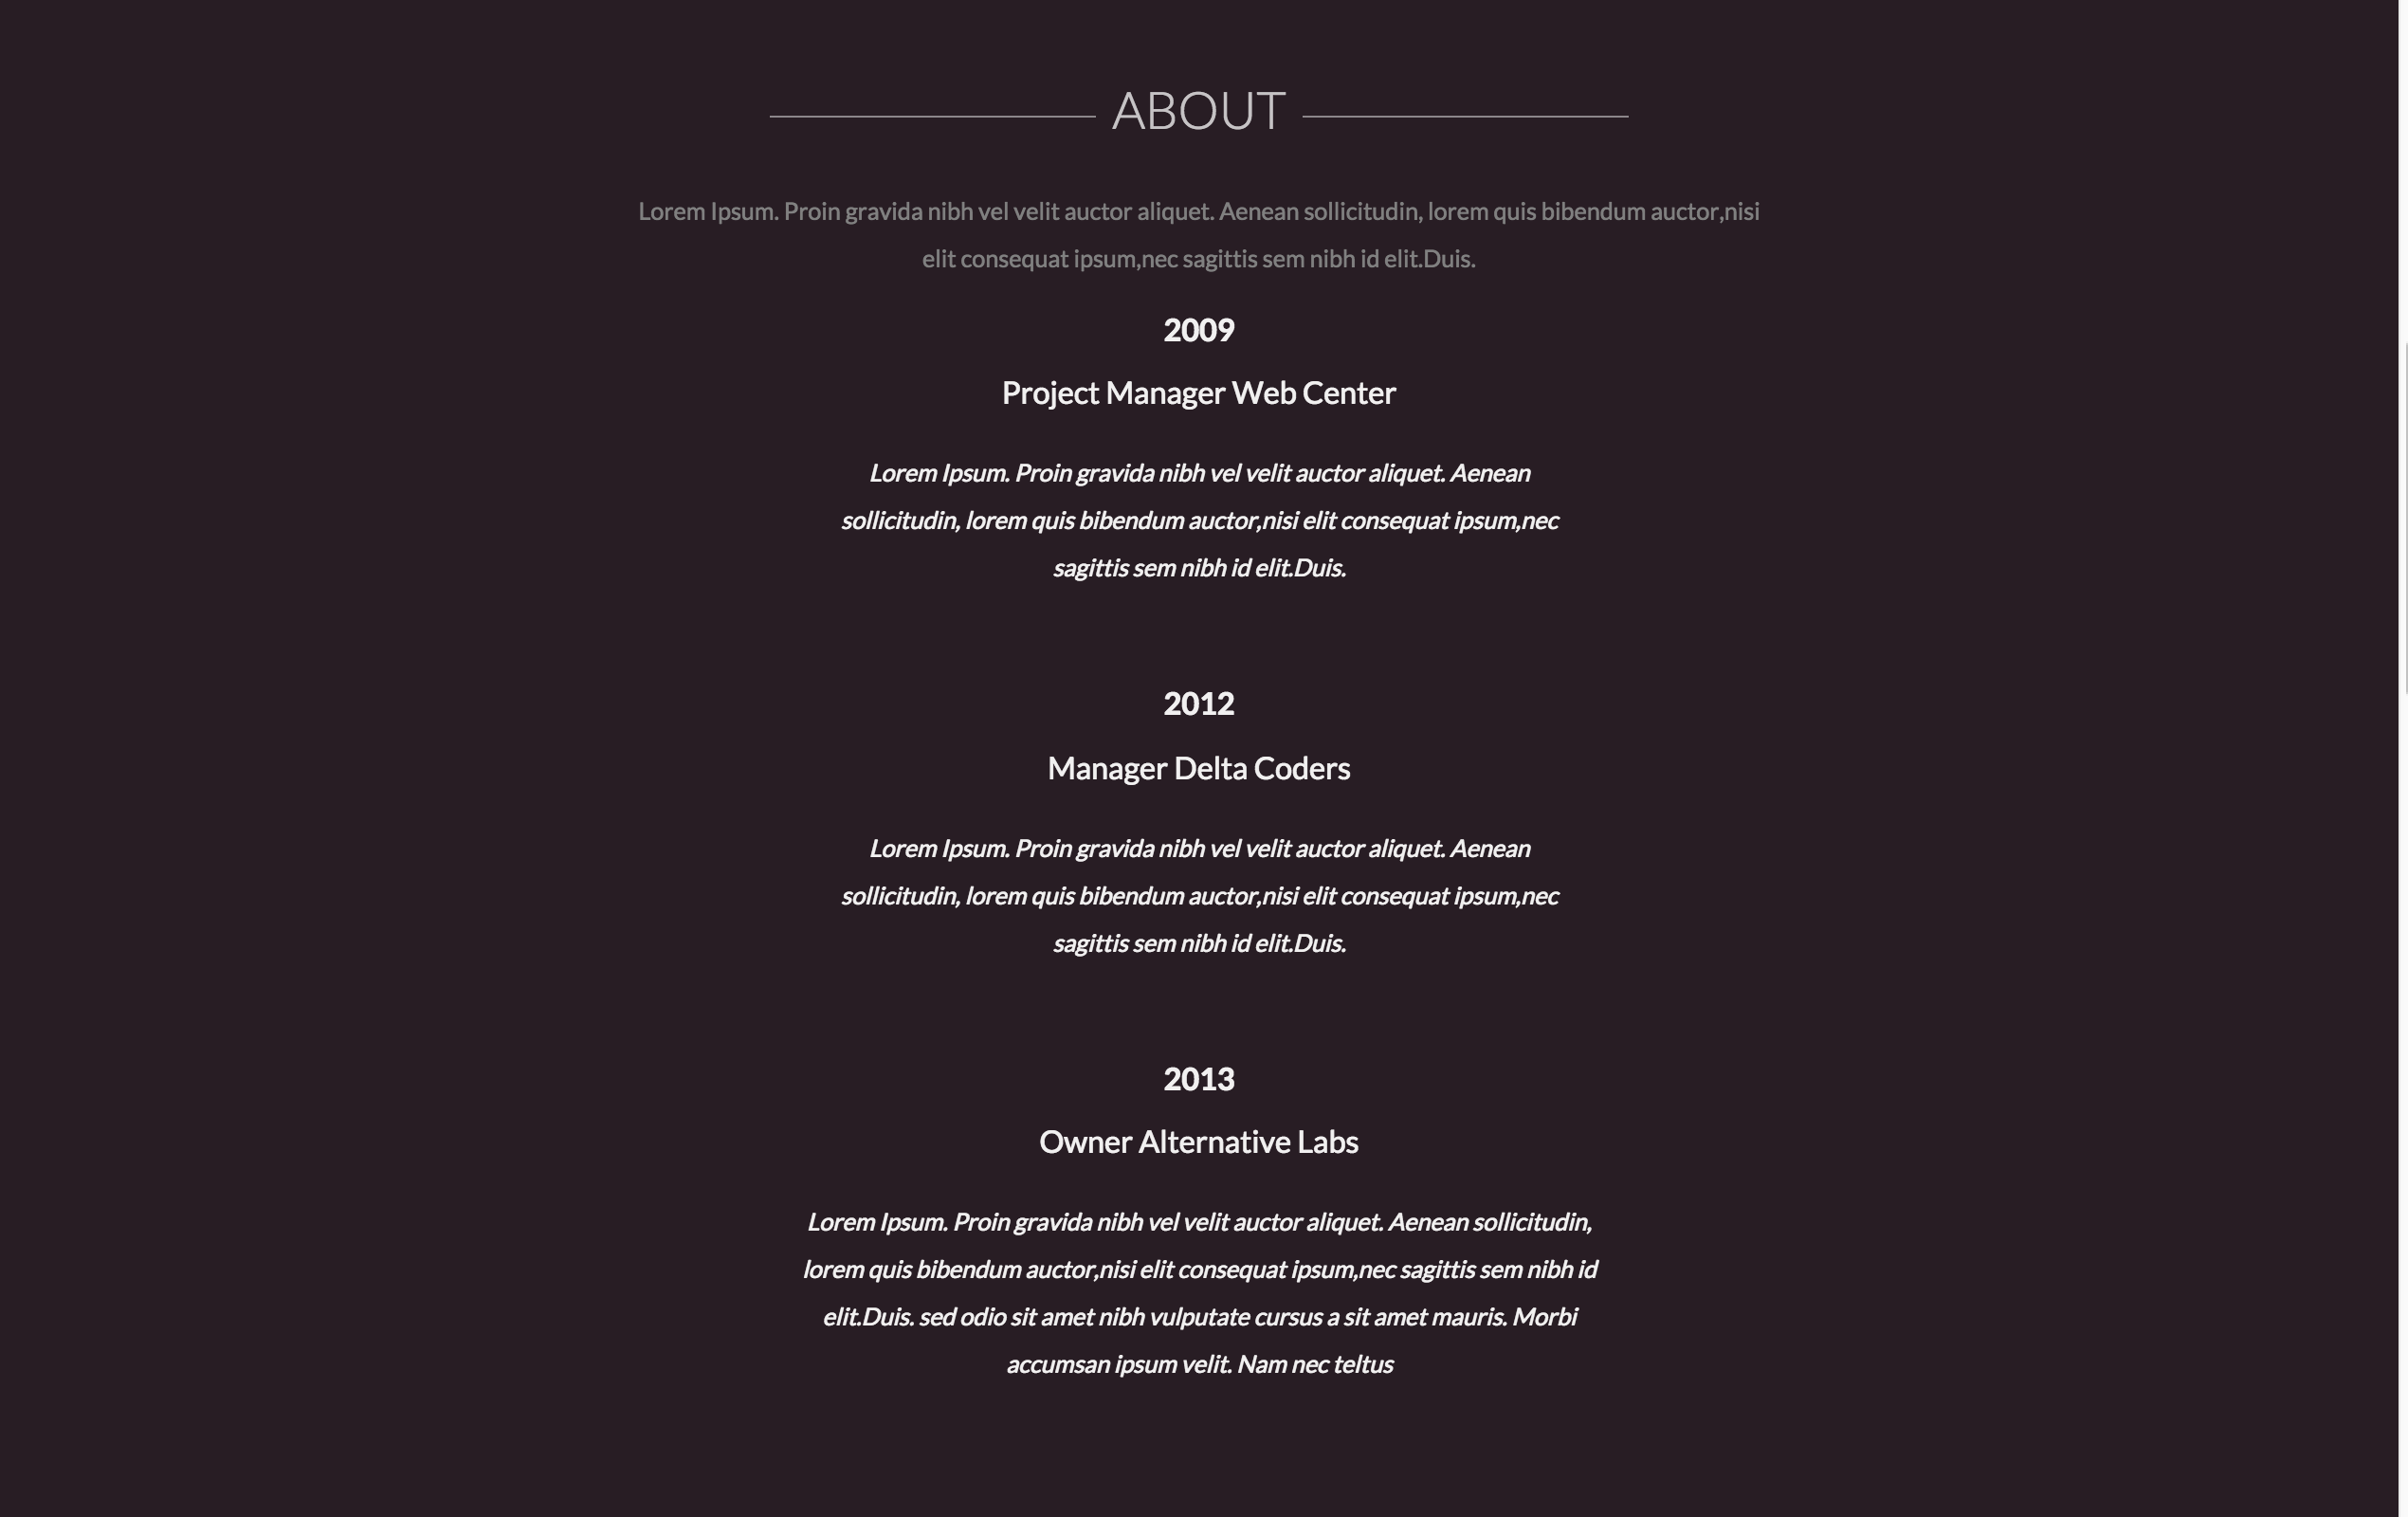 ABOUT
Lorem Ipsum. Proin gravida nibh vel velit auctor aliquet. Aenean sollicitudin, lorem quis bibendum auctor,nisi
elit consequat ipsum,nec sagittis sem nibh id elit.Duis.
2009
Project Manager Web Center
Lorem Ipsum. Proin gravida nibh vel velit auctor aliquet. Aenean
sollicitudin, lorem quis bibendum auctor,nisi elit consequat ipsum,nec
sagittis sem nibh id elit.Duis.
2012
Manager Delta Coders
Lorem Ipsum. Proin gravida nibh vel velit auctor aliquet. Aenean
sollicitudin, lorem quis bibendum auctor,nisi elit consequat ipsum,nec
sagittis sem nibh id elit.Duis.
2013
Owner Alternative Labs
Lorem Ipsum. Proin gravida nibh vel velit auctor aliquet. Aenean sollicitudin,
lorem quis bibendum auctor,nisi elit consequat ipsum,nec sagittis sem nibh id
elit.Duis. sed odio sit amet nibh vulputate cursus a sit amet mauris. Morbi
accumsan ipsum velit. Nam nec teltus